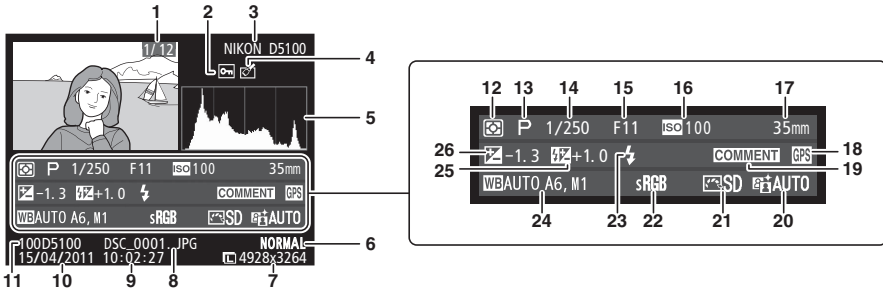 1 2 3 4
1/ 12 NIKON D5100
5
1/250 F11 ISO 100 35mm
-1. 3 +1. 0 COMMENT GPS
WB AUTO A6, M1 sRGB SD AUTO
100D5100 DSC_0001. JPG NORMAL 6
15/04/2011 10:02:27 L 4928x3264
11 10 9 8 7
12 13 14 15 16 17
P 1/250 F11 ISO 100 35mm
26 -1. 3 +1. 0 COMMENT GPS 18
25 19
WB AUTO A6, M1 sRGB SD AUTO
24 23 22 21 20